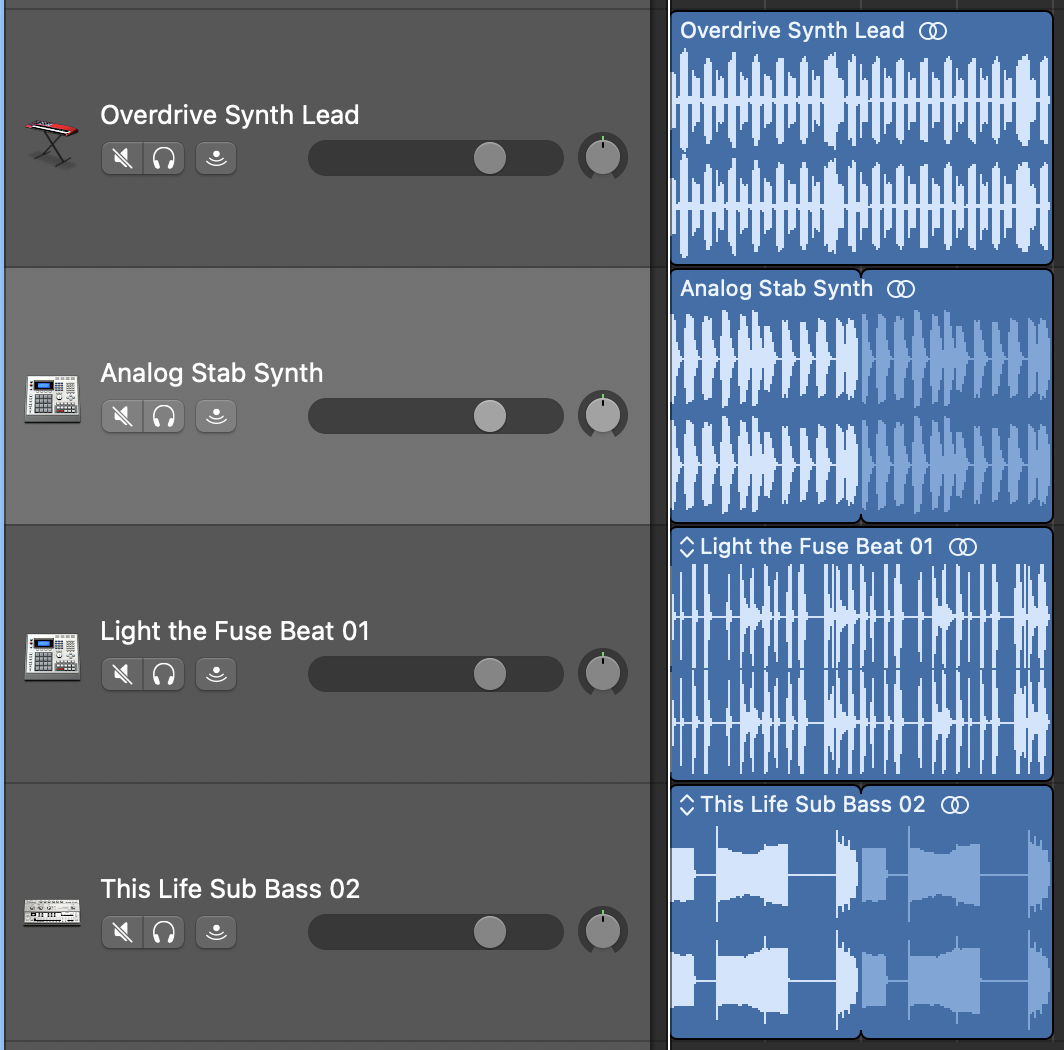 Overdrive Synth Lead
Overdrive Synth Lead
Analog Stab Synth
Analog Stab Synth
Light the Fuse Beat 01
Light the Fuse Beat 01
This Life Sub Bass 02
This Life Sub Bass 02